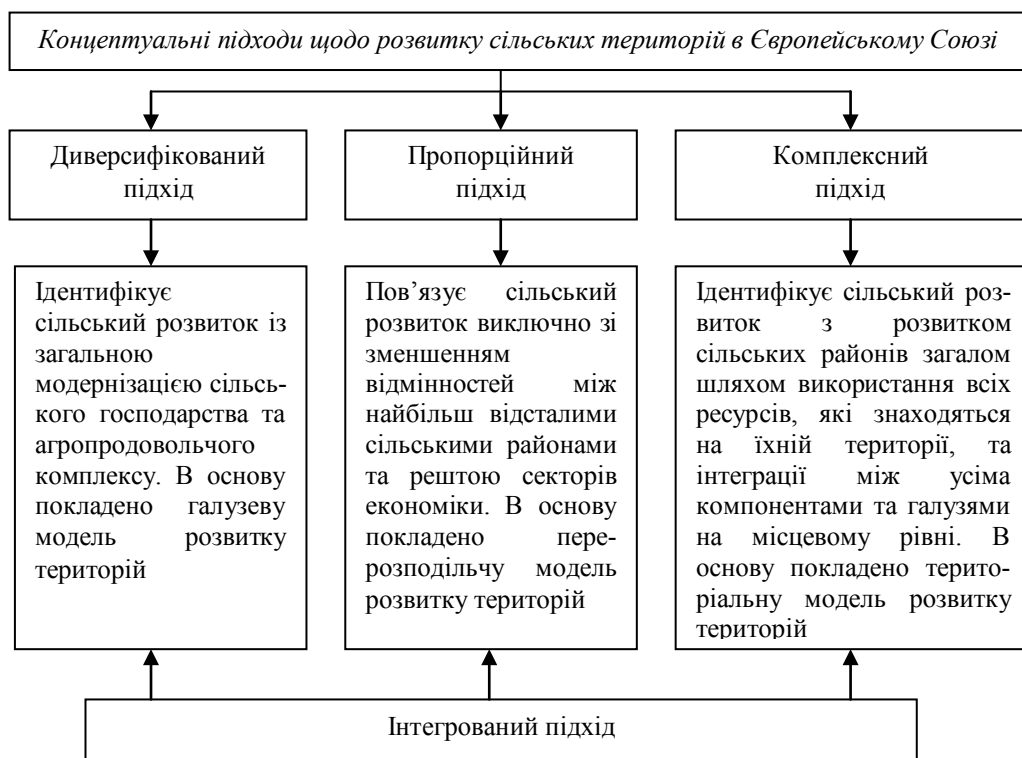 Концептуальні підходи щодо розвитку сільських територій в Європейському Союзі
Диверсифікований
підхід
Пропорційний
підхід
Комплексний
підхід
Ідентифікує
сільський розвиток із
загальною
модернізацією сільсь-
кого господарства та
агропродовольчого
комплексу. В основу
покладено галузеву
модель розвитку
територій
Пов’язує сільський
розвиток виключно зі
зменшенням
відмінностей між
найбільш відсталими
сільськими районами
та рештою секторів
економіки. В основу
покладено пере-
розподільчу модель
розвитку територій
Ідентифікує сільський роз-
виток з розвитком
сільських районів загалом
шляхом використання всіх
ресурсів, які знаходяться
на їхній території, та
інтеграції між усіма
компонентами та галузями
на місцевому рівні. В
основу покладено терито-
ріальну модель розвитку
територій
Інтегрований підхід